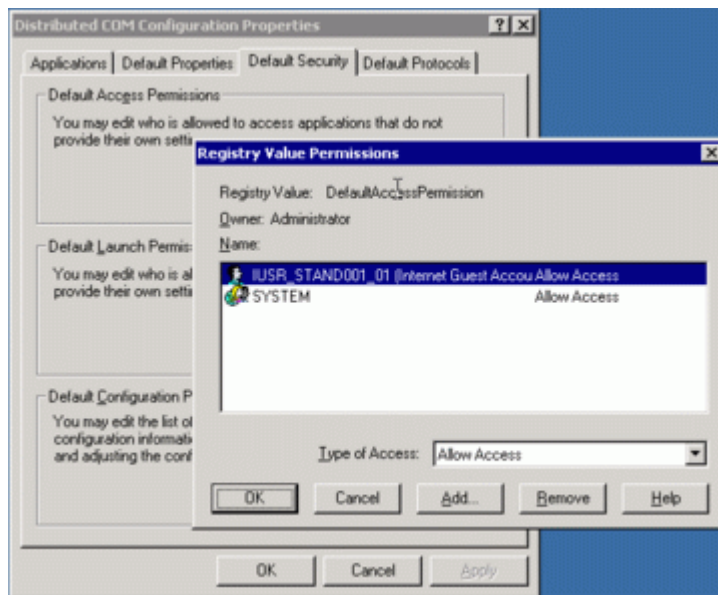 Distributed COM Configuration Properties
Applications Default Properties Default Security Default Protocols
Default Access Permissions
You may edit who is allowed to access applications that do not
provide their own setti
Registry Value Permissions
Registry Value: DefaultAccessPermission
Owner: Administrator
Name:
IUSR_STAND001_01 (Internet Guest Accou Allow Access
SYSTEM Allow Access
Type of Access: Allow Access
OK Cancel Add... Remove Help
Default Launch Permis
You may edit who is al
provide their own setti
Default Configuration P
You may edit the list of
configuration informati
and adjusting the conf
OK Cancel Apply